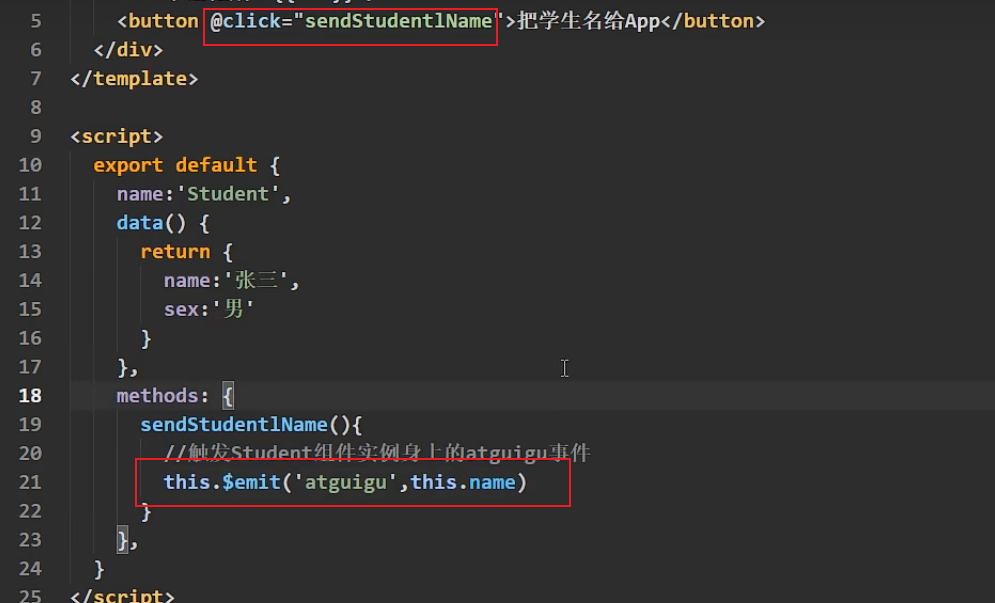 5 <button @click="sendStudentlName">把学生名给App</button>
6 </div>
7 </template>
8
9 <script>
10 export default {
11 name:'Student',
12 data() {
13 return {
14 name:'张三',
15 sex:'男'
16 }
17 },
18 methods: {
19 sendStudentlName(){
20 //触发Student组件实例身上的atguigu事件
21 this.$emit('atguigu',this.name)
22 }
23 },
24 }
25 </script>